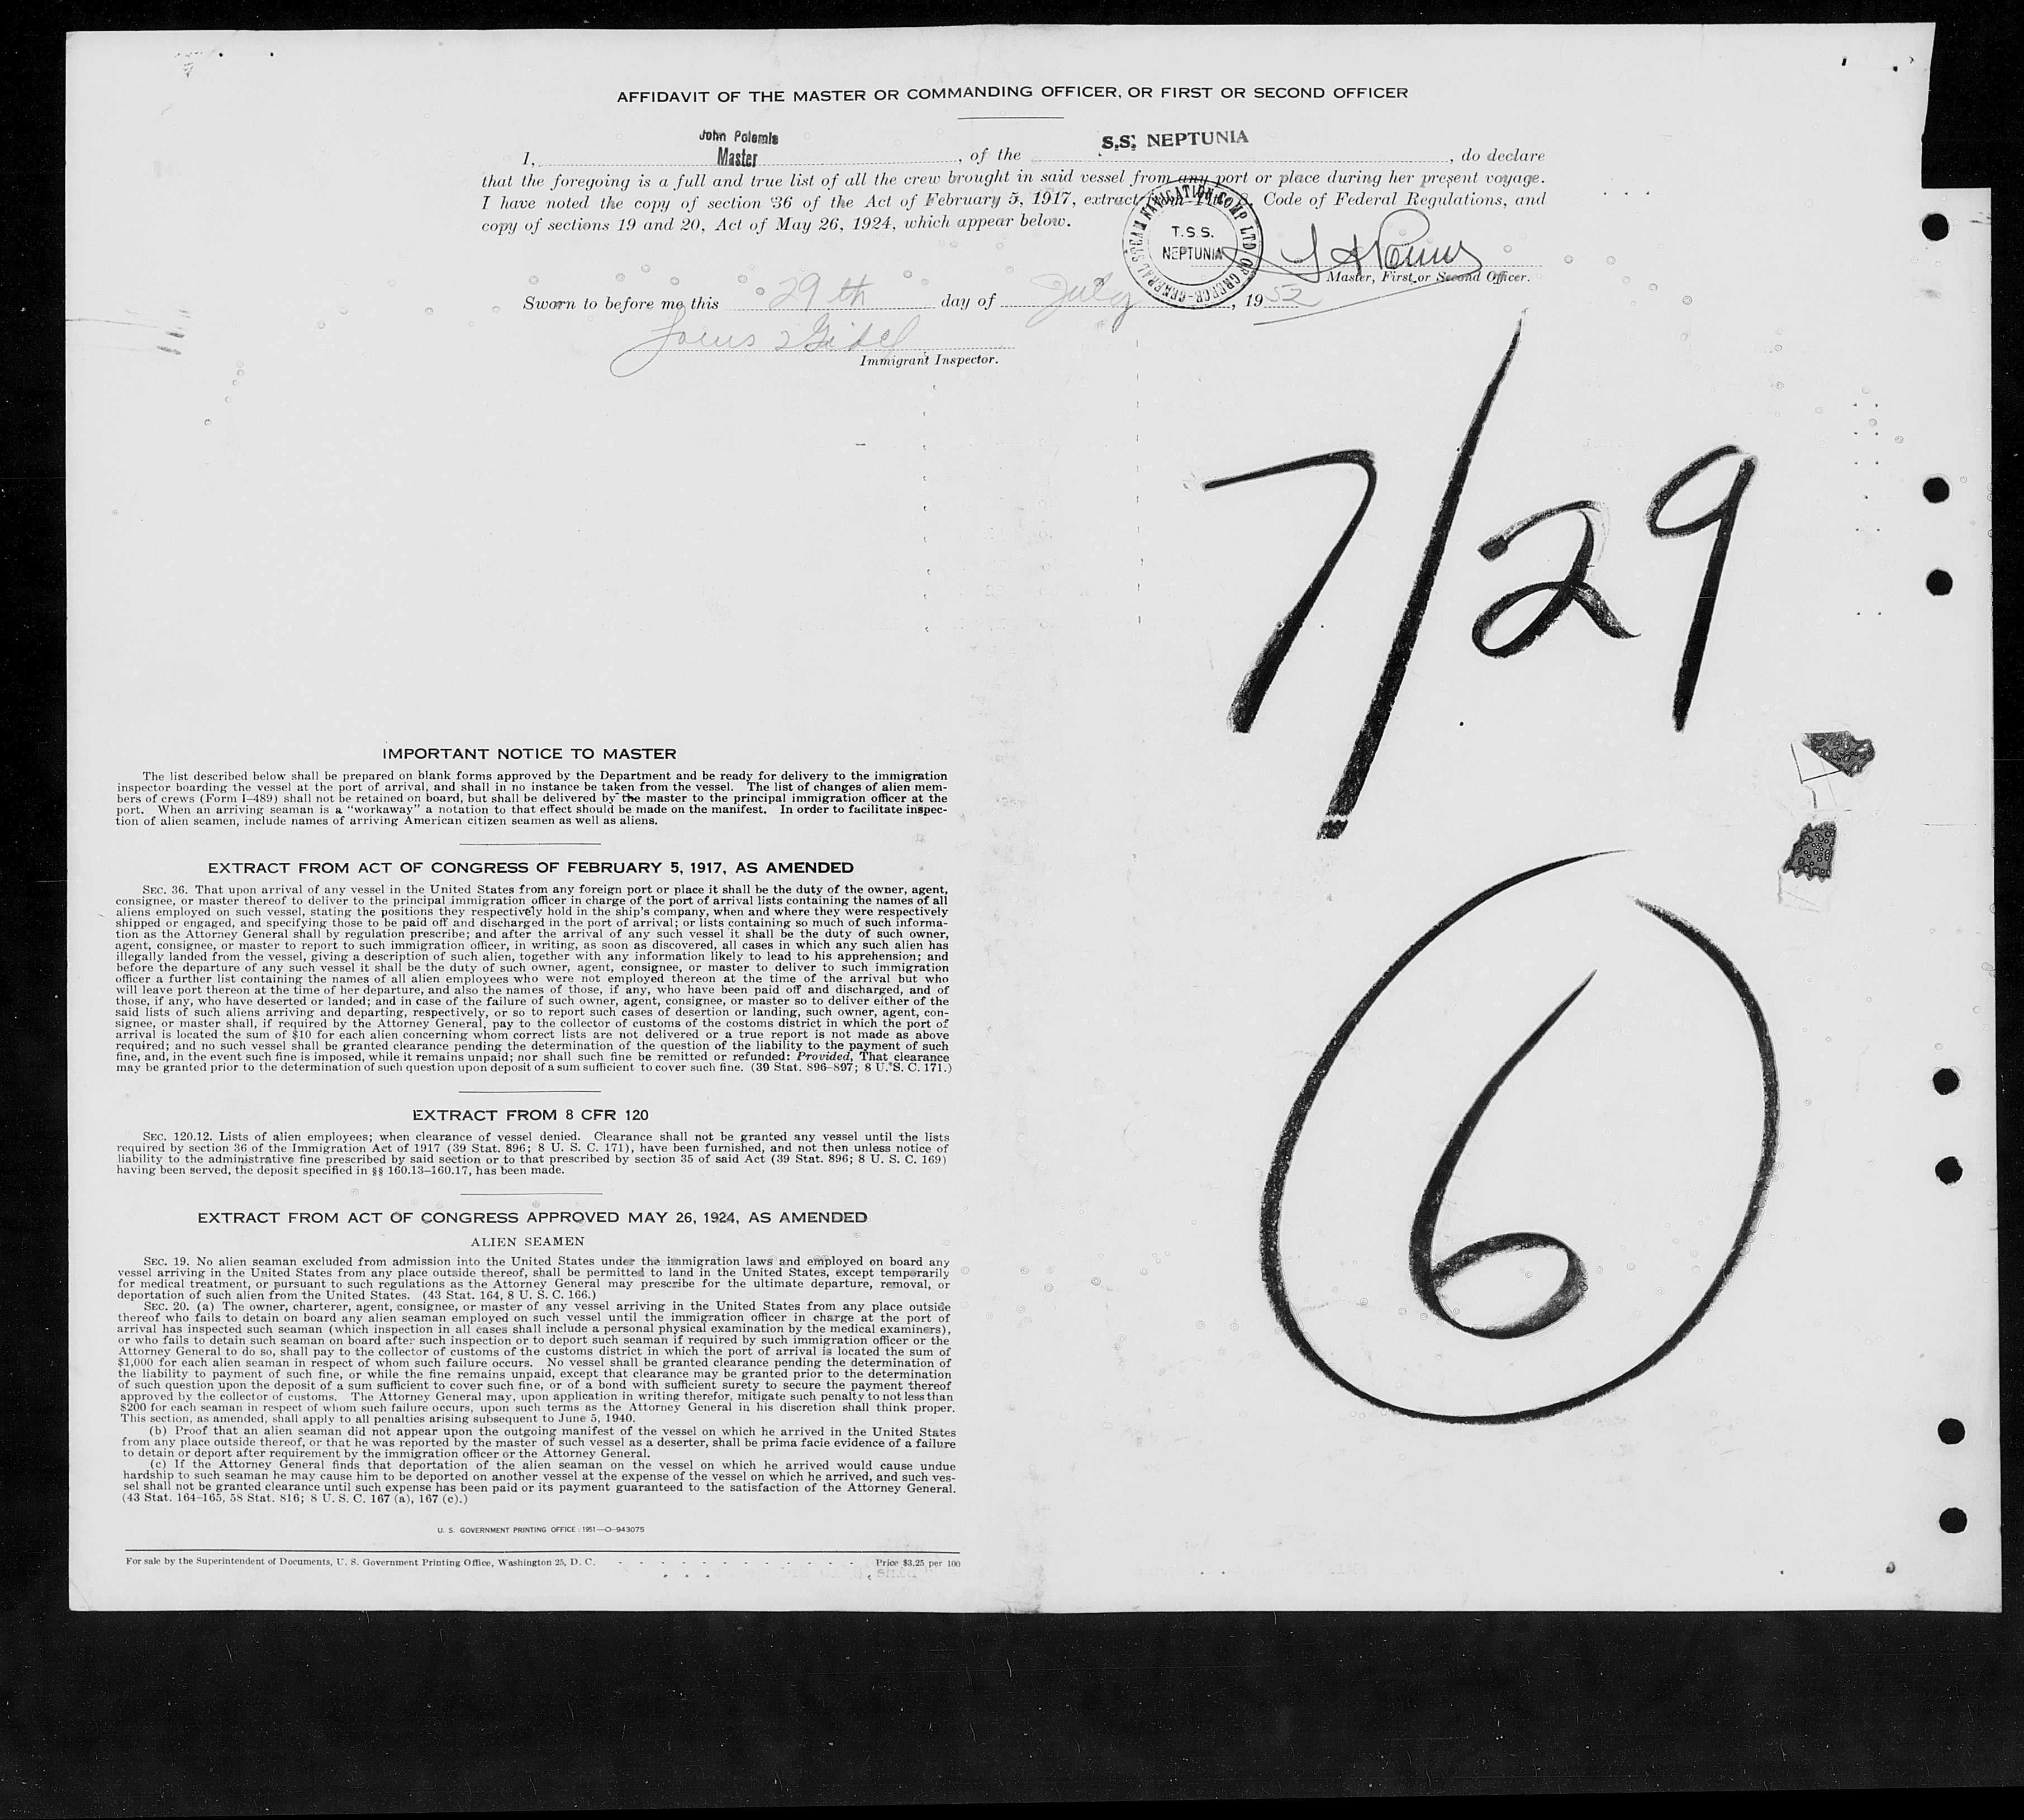 AFFIDAVIT OF THE MASTER OR COMMANDING OFFICER, OR FIRST OR SECOND OFFICER
John Polemis
I, Master, of the S.S. NEPTUNIA, do declare
that the foregoing is a full and true list of all the crew brought in said vessel from any port or place during her present voyage.
I have noted the copy of section 36 of the Act of February 5, 1917, extract Code of Federal Regulations, and
copy of sections 19 and 20, Act of May 26, 1924, which appear below.
GENERAL STEAM NAVIGATION COMP LTD OF GREECE
T.S.S.
NEPTUNIA
Master, First or Second Officer.
Sworn to before me this 29th day of July, 1952
Immigrant Inspector.
7/29
6
IMPORTANT NOTICE TO MASTER
The list described below shall be prepared on blank forms approved by the Department and be ready for delivery to the immigration
inspector boarding the vessel at the port of arrival, and shall in no instance be taken from the vessel. The list of changes of alien mem-
bers of crews (Form I-489) shall not be retained on board, but shall be delivered by the master to the principal immigration officer at the
port. When an arriving seaman is a "workaway" a notation to that effect should be made on the manifest. In order to facilitate inspec-
tion of alien seamen, include names of arriving American citizen seamen as well as aliens.
EXTRACT FROM ACT OF CONGRESS OF FEBRUARY 5, 1917, AS AMENDED
SEC. 36. That upon arrival of any vessel in the United States from any foreign port or place it shall be the duty of the owner, agent,
consignee, or master thereof to deliver to the principal immigration officer in charge of the port of arrival lists containing the names of all
aliens employed on such vessel, stating the positions they respectively hold in the ship's company, when and where they were respectively
shipped or engaged, and specifying those to be paid off and discharged in the port of arrival; or lists containing so much of such informa-
tion as the Attorney General shall by regulation prescribe; and after the arrival of any such vessel it shall be the duty of such owner,
agent, consignee, or master to report to such immigration officer, in writing, as soon as discovered, all cases in which any such alien has
illegally landed from the vessel, giving a description of such alien, together with any information likely to lead to his apprehension; and
before the departure of any such vessel it shall be the duty of such owner, agent, consignee, or master to deliver to such immigration
officer a further list containing the names of all alien employees who were not employed thereon at the time of the arrival but who
will leave port thereon at the time of her departure, and also the names of those, if any, who have been paid off and discharged, and of
those, if any, who have deserted or landed; and in case of the failure of such owner, agent, consignee, or master so to deliver either of the
said lists of such aliens arriving and departing, respectively, or so to report such cases of desertion or landing, such owner, agent, con-
signee, or master shall, if required by the Attorney General, pay to the collector of customs of the costoms district in which the port of
arrival is located the sum of $10 for each alien concerning whom correct lists are not delivered or a true report is not made as above
required; and no such vessel shall be granted clearance pending the determination of the question of the liability to the payment of such
fine, and, in the event such fine is imposed, while it remains unpaid; nor shall such fine be remitted or refunded: Provided, That clearance
may be granted prior to the determination of such question upon deposit of a sum sufficient to cover such fine. (39 Stat. 896-897; 8 U. S. C. 171.)
EXTRACT FROM 8 CFR 120
SEC. 120.12. Lists of alien employees; when clearance of vessel denied. Clearance shall not be granted any vessel until the lists
required by section 36 of the Immigration Act of 1917 (39 Stat. 896; 8 U. S. C. 171), have been furnished, and not then unless notice of
liability to the administrative fine prescribed by said section or to that prescribed by section 35 of said Act (39 Stat. 896; 8 U. S. C. 169)
having been served, the deposit specified in §§ 160.13-160.17, has been made.
EXTRACT FROM ACT OF CONGRESS APPROVED MAY 26, 1924, AS AMENDED
ALIEN SEAMEN
SEC. 19. No alien seaman excluded from admission into the United States under the immigration laws and employed on board any
vessel arriving in the United States from any place outside thereof, shall be permitted to land in the United States, except temporarily
for medical treatment, or pursuant to such regulations as the Attorney General may prescribe for the ultimate departure, removal, or
deportation of such alien from the United States. (43 Stat. 164, 8 U. S. C. 166.)
SEC. 20. (a) The owner, charterer, agent, consignee, or master of any vessel arriving in the United States from any place outside
thereof who fails to detain on board any alien seaman employed on such vessel until the immigration officer in charge at the port of
arrival has inspected such seaman (which inspection in all cases shall include a personal physical examination by the medical examiners),
or who fails to detain such seaman on board after such inspection or to deport such seaman if required by such immigration officer or the
Attorney General to do so, shall pay to the collector of customs of the customs district in which the port of arrival is located the sum of
$1,000 for each alien seaman in respect of whom such failure occurs. No vessel shall be granted clearance pending the determination of
the liability to payment of such fine, or while the fine remains unpaid, except that clearance may be granted prior to the determination
of such question upon the deposit of a sum sufficient to cover such fine, or of a bond with sufficient surety to secure the payment thereof
approved by the collector of customs. The Attorney General may, upon application in writing therefor, mitigate such penalty to not less than
$200 for each seaman in respect of whom such failure occurs, upon such terms as the Attorney General in his discretion shall think proper.
This section, as amended, shall apply to all penalties arising subsequent to June 5, 1940.
(b) Proof that an alien seaman did not appear upon the outgoing manifest of the vessel on which he arrived in the United States
from any place outside thereof, or that he was reported by the master of such vessel as a deserter, shall be prima facie evidence of a failure
to detain or deport after requirement by the immigration officer or the Attorney General.
(c) If the Attorney General finds that deportation of the alien seaman on the vessel on which he arrived would cause undue
hardship to such seaman he may cause him to be deported on another vessel at the expense of the vessel on which he arrived, and such ves-
sel shall not be granted clearance until such expense has been paid or its payment guaranteed to the satisfaction of the Attorney General.
(43 Stat. 164-165, 58 Stat. 816; 8 U. S. C. 167 (a), 167 (c).)
U. S. GOVERNMENT PRINTING OFFICE : 1951—O-943075
For sale by the Superintendent of Documents, U. S. Government Printing Office, Washington 25, D. C. - - - - - - - - - - - Price $3.25 per 100